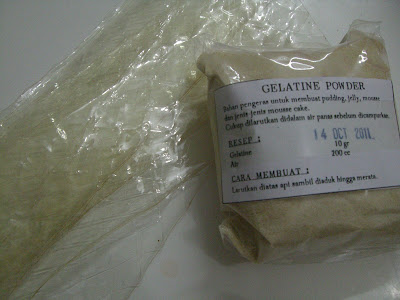 GELATINE POWDER
Bahan pengeras untuk membuat pudding, jelly, mousse
dan jenis jenis mousse cake.
Cukup dilarutkan didalam air panas sebelum dicampurkan.
14 OCT 2011
RESEP :
Gelatine 10 gr
Air 200 cc
CARA MEMBUAT :
Larutkan diatas api sambil diaduk hingga merata.